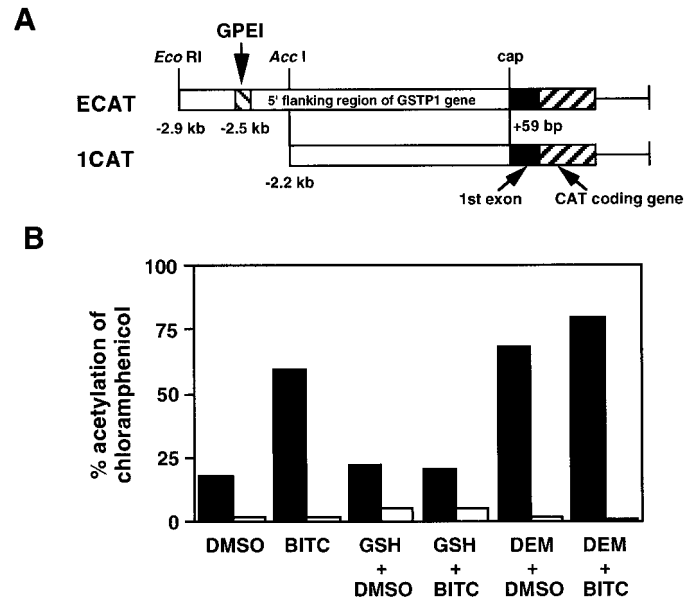 A
GPEI
Eco RI
Acc I
cap
ECAT
5' flanking region of GSTP1 gene
-2.9 kb
-2.5 kb
+59 bp
1CAT
-2.2 kb
1st exon
CAT coding gene
B
% acetylation of
chloramphenicol
100
75
50
25
0
DMSO
BITC
GSH
+
DMSO
GSH
+
BITC
DEM
+
DMSO
DEM
+
BITC